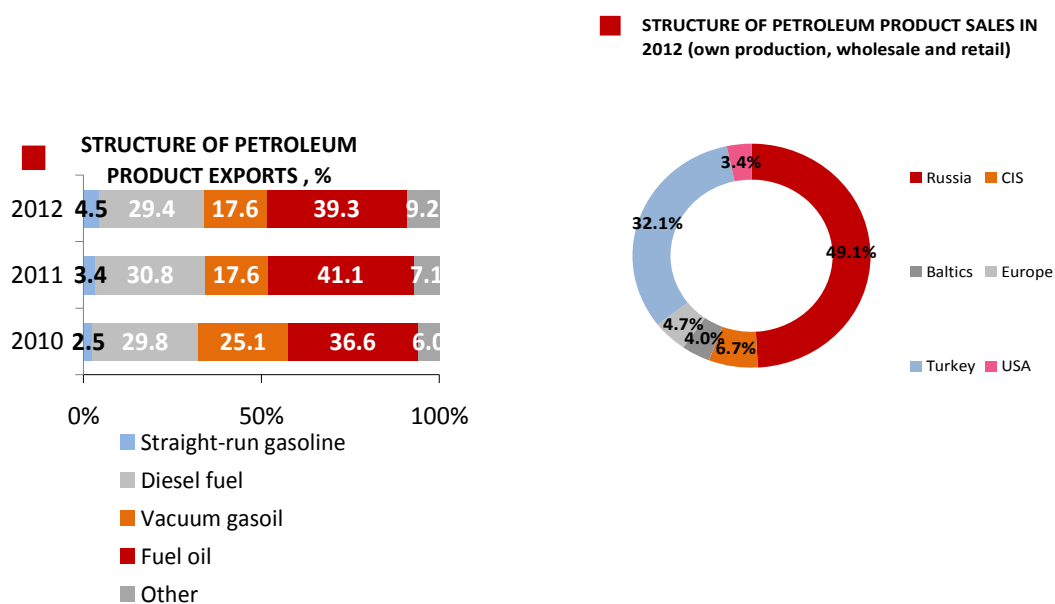 STRUCTURE OF PETROLEUM PRODUCT SALES IN
2012 (own production, wholesale and retail)
STRUCTURE OF PETROLEUM
PRODUCT EXPORTS , %
2012 4.5 29.4 17.6 39.3 9.2
2011 3.4 30.8 17.6 41.1 7.1
2010 2.5 29.8 25.1 36.6 6.0
0% 50% 100%
Straight-run gasoline
Diesel fuel
Vacuum gasoil
Fuel oil
Other
3.4%
32.1%
49.1%
4.7%
4.0%
6.7%
Russia CIS
Baltics Europe
Turkey USA